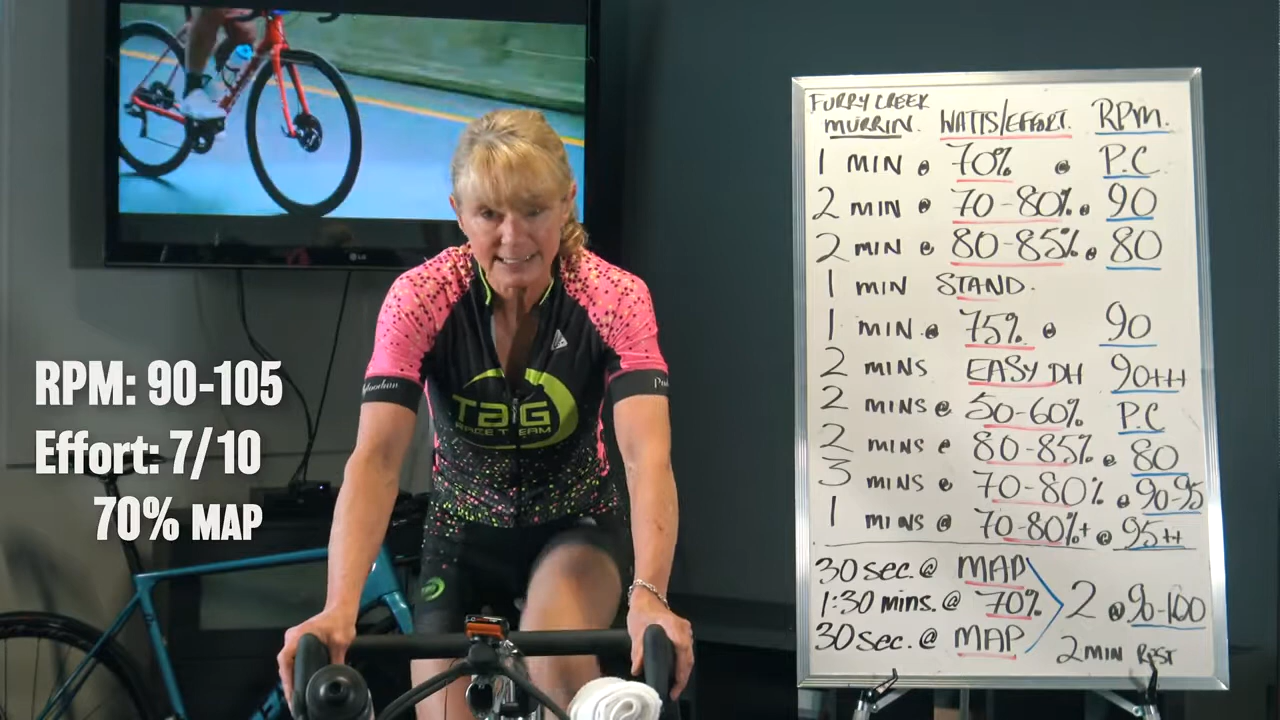 RPM: 90-105
Effort: 7/10
70% MAP
LG
TaG
RACE TEAM
FURRY CREEK
MURRIN. WATTS/EFFORT. RPM.
1 MIN @ 70% @ P.C
2 MIN @ 70-80% @ 90
2 MIN @ 80-85% @ 80
1 MIN STAND.
1 MIN. @ 75% @ 90
2 MINS EASY DH 90+++
2 MINS @ 50-60% P.C
2 MINS @ 80-85% @ 80
3 MINS @ 70-80% @ 90-95
1 MINS @ 70-80%+ @ 95++
30 sec. @ MAP
1:30 mins. @ 70% 2 @ 90-100
30 sec. @ MAP 2 MIN REST